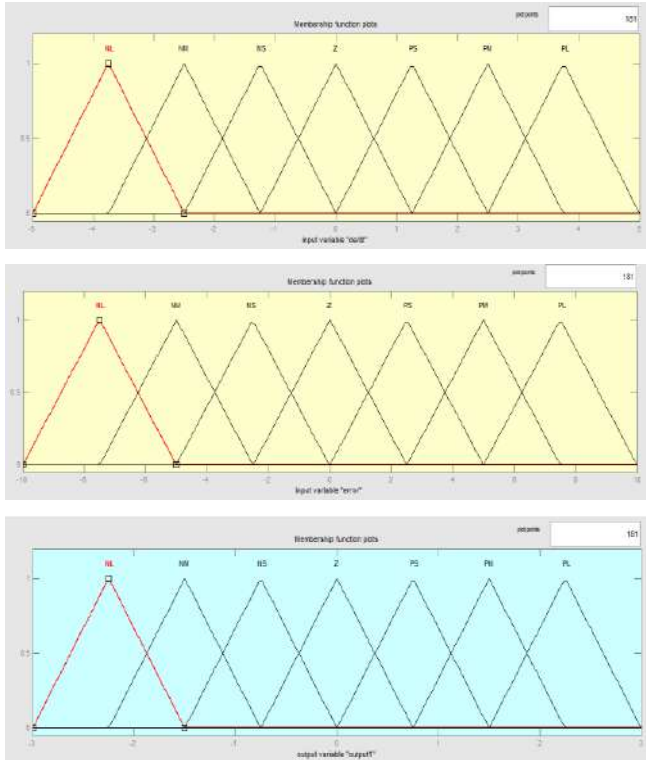 Membership function plots
plot points:
181
NL NM NS Z PS PM PL
1
0.5
0
-5 -4 -3 -2 -1 0 1 2 3 4 5
Membership function plots
plot points:
181
NL NM NS Z PS PM PL
1
0.5
0
-10 -8 -6 -4 -2 0 2 4 6 8 10
input variable "error"
Membership function plots
plot points:
181
NL NM NS Z PS PM PL
1
0.5
0
-3 -2 -1 0 1 2 3
output variable "output1"